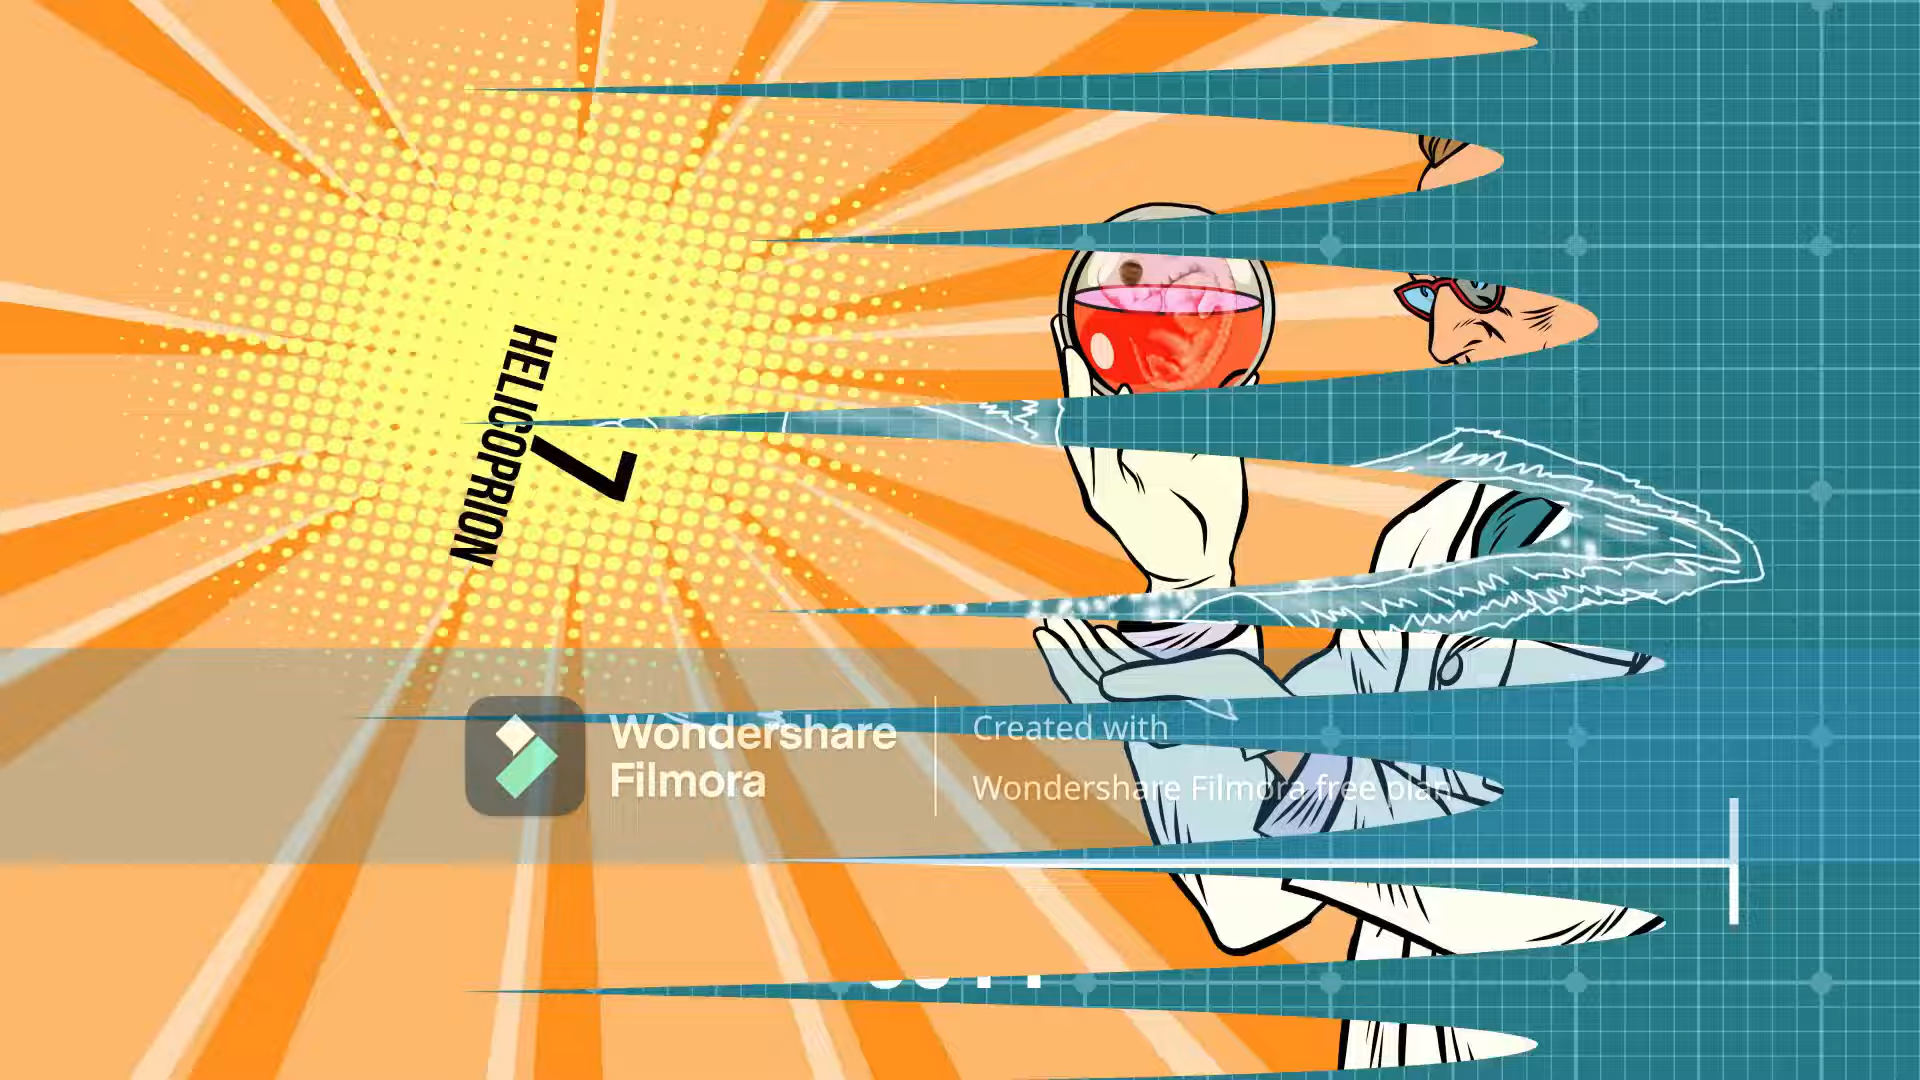 7
HELICOPRION
Wondershare
Filmora
Created with
Wondershare Filmora free plan